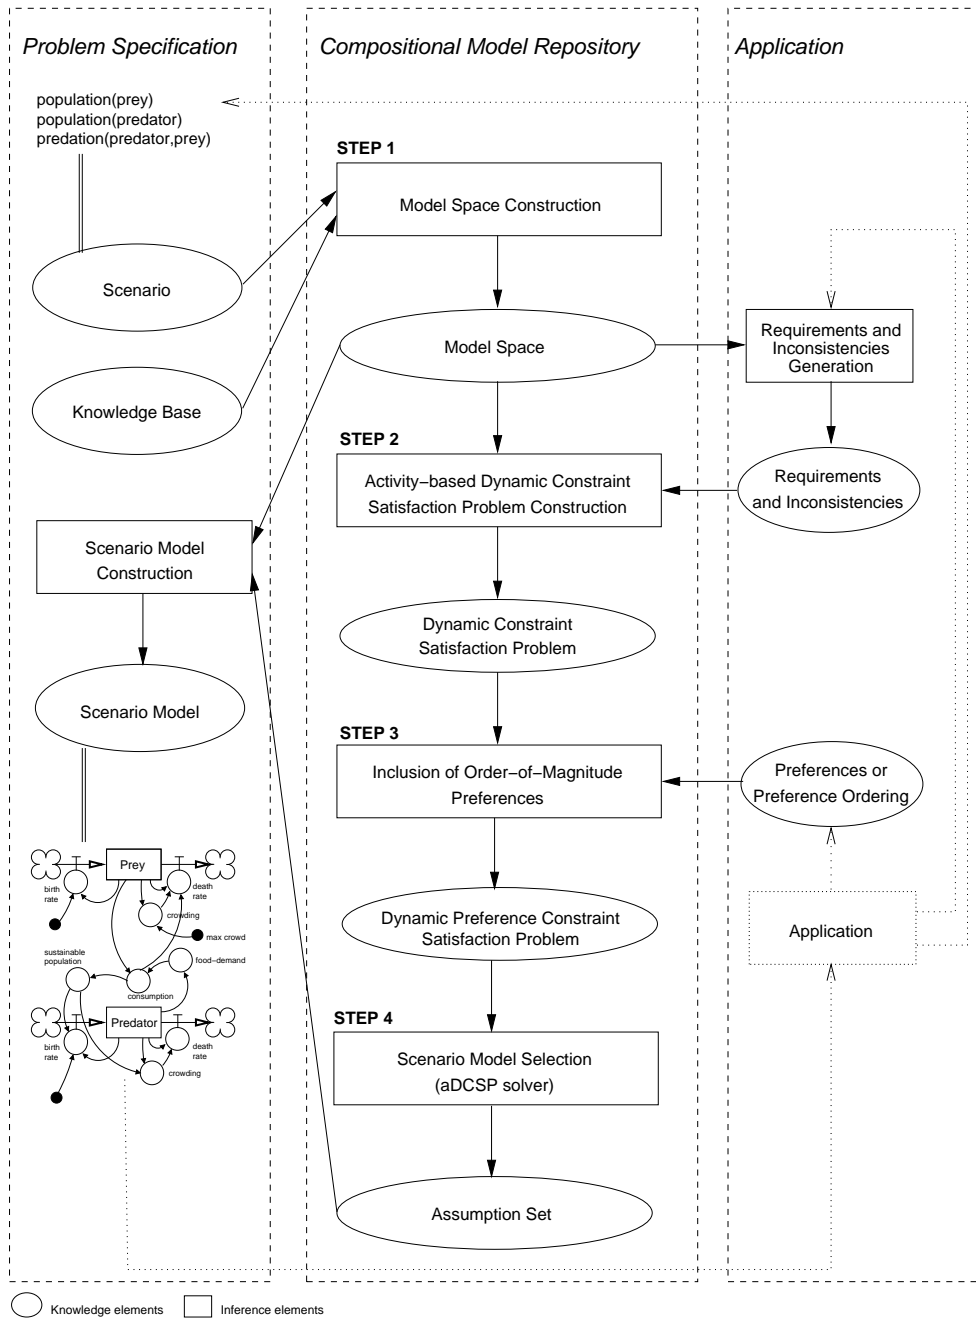 Problem Specification
population(prey)
population(predator)
predation(predator,prey)
Scenario
Knowledge Base
Scenario Model
Construction
Scenario Model
Prey
birth
rate
death
rate
crowding
max crowd
sustainable
population
food−demand
consumption
Predator
birth
rate
death
rate
crowding
Compositional Model Repository
STEP 1
Model Space Construction
Model Space
STEP 2
Activity−based Dynamic Constraint
Satisfaction Problem Construction
Dynamic Constraint
Satisfaction Problem
STEP 3
Inclusion of Order−of−Magnitude
Preferences
Dynamic Preference Constraint
Satisfaction Problem
STEP 4
Scenario Model Selection
(aDCSP solver)
Assumption Set
Application
Requirements and
Inconsistencies
Generation
Requirements
and Inconsistencies
Preferences or
Preference Ordering
Application
Knowledge elements
Inference elements